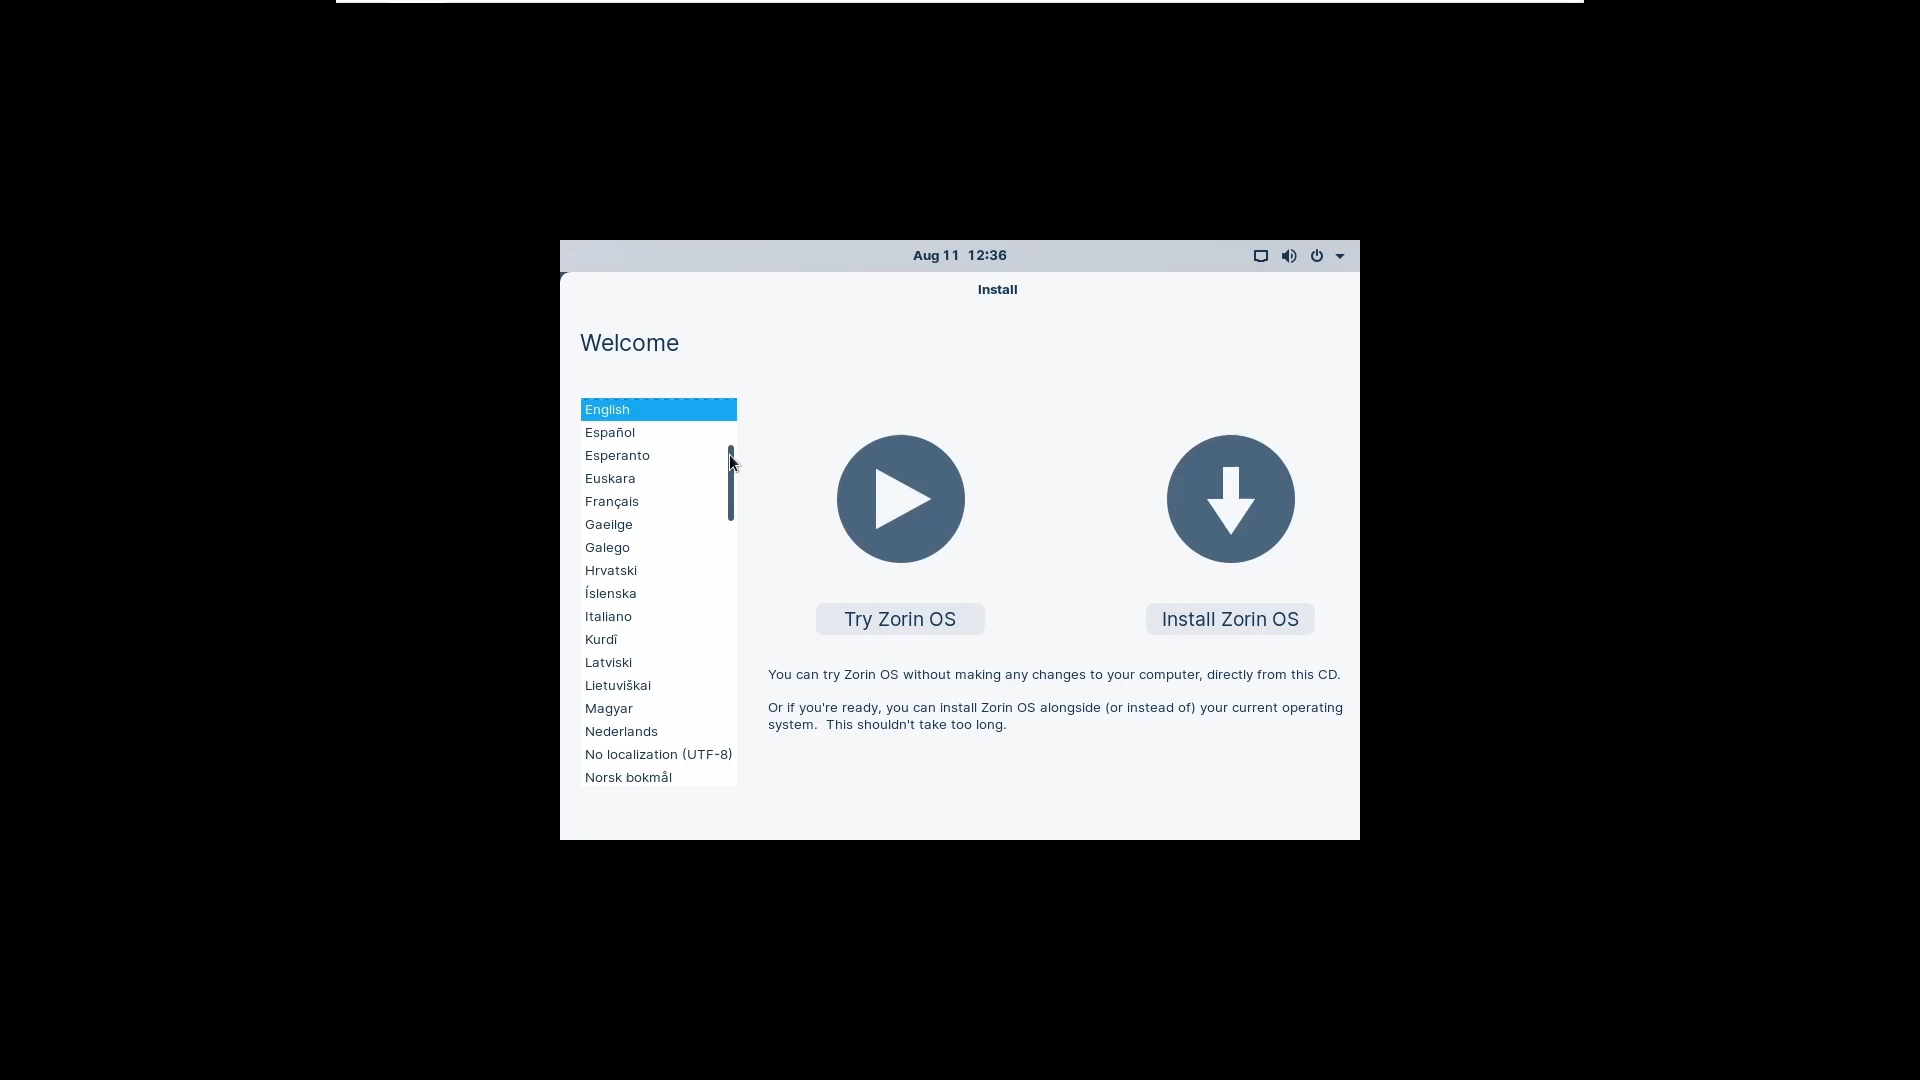 Aug 11  12:36
Install
Welcome
English
Español
Esperanto
Euskara
Français
Gaeilge
Galego
Hrvatski
Íslenska
Italiano
Kurdî
Latviski
Lietuviškai
Magyar
Nederlands
No localization (UTF-8)
Norsk bokmål
Try Zorin OS
Install Zorin OS
You can try Zorin OS without making any changes to your computer, directly from this CD.
Or if you're ready, you can install Zorin OS alongside (or instead of) your current operating
system.  This shouldn't take too long.